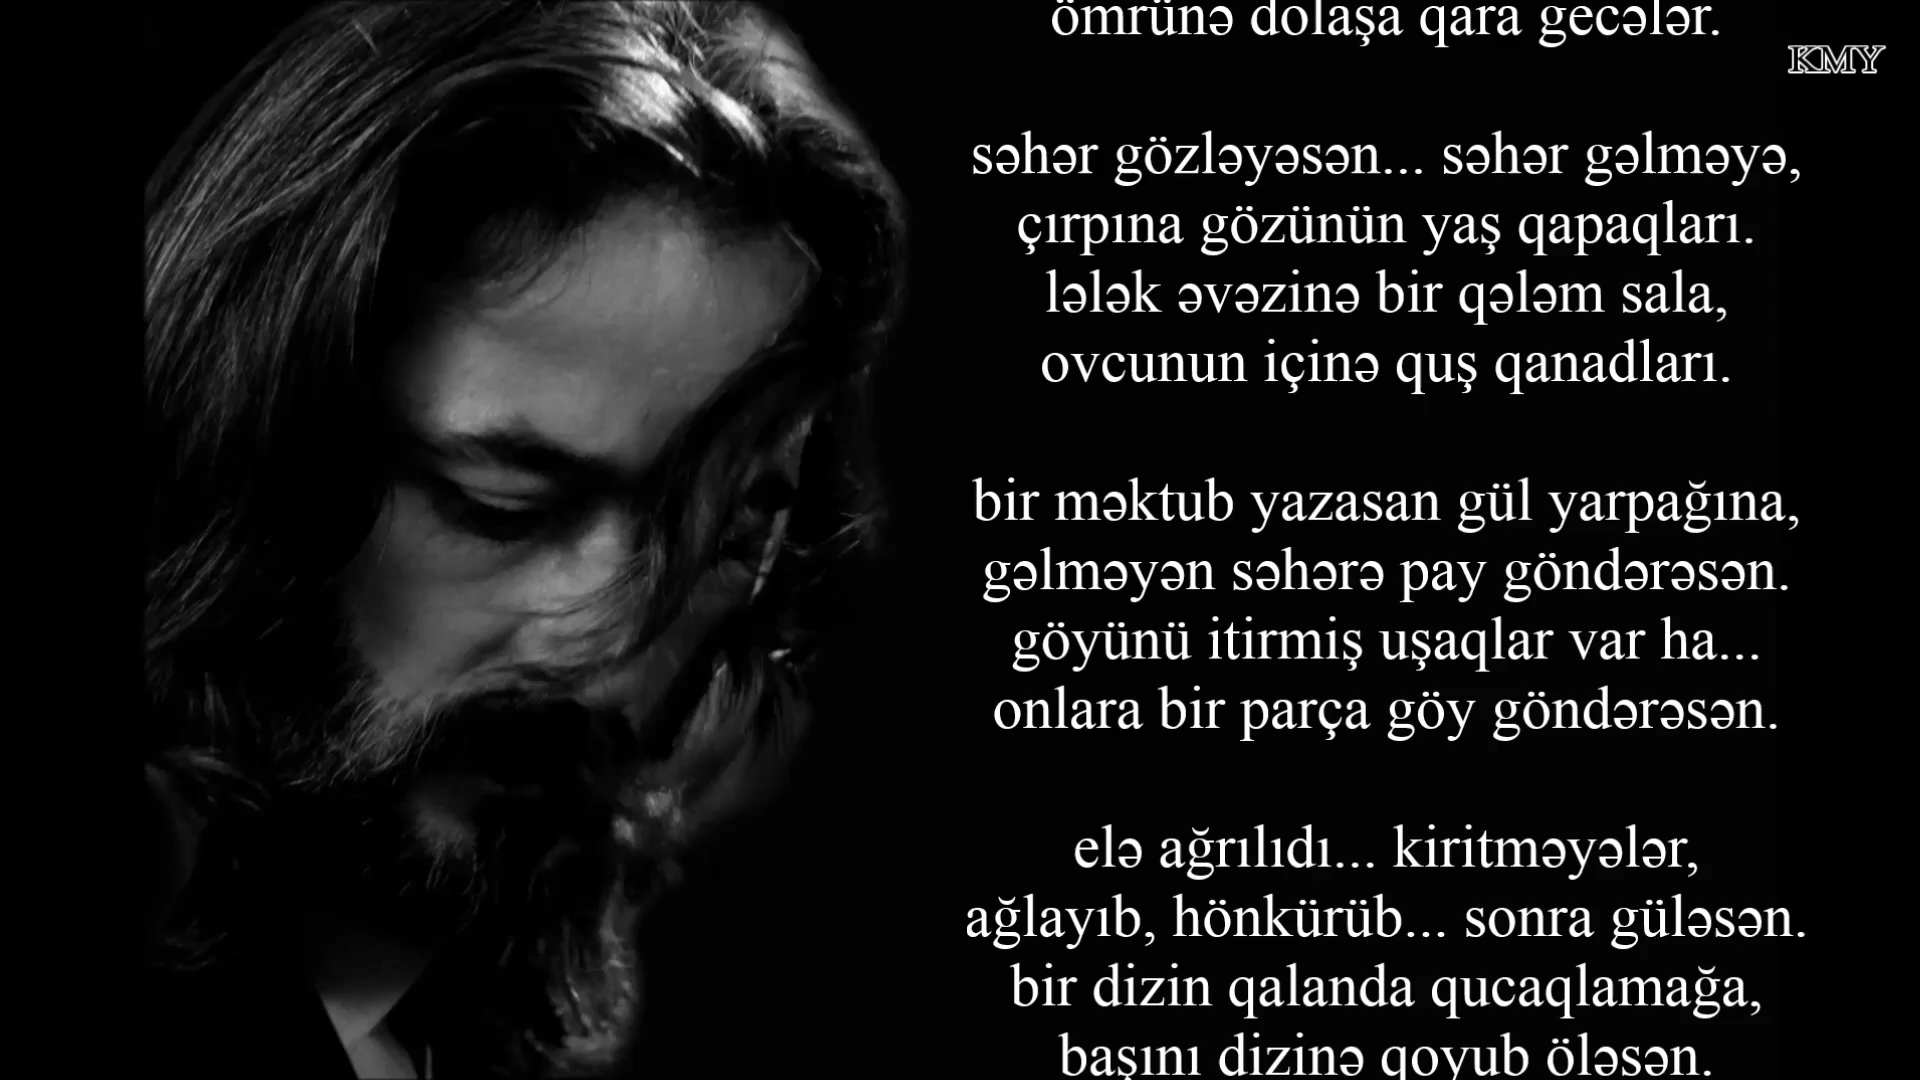 ömrünə dolaşa qara gecələr.
KMY
səhər gözləyəsən... səhər gəlməyə,
çırpına gözünün yaş qapaqları.
lələk əvəzinə bir qələm sala,
ovcunun içinə quş qanadları.
bir məktub yazasan gül yarpağına,
gəlməyən səhərə pay göndərəsən.
göyünü itirmiş uşaqlar var ha...
onlara bir parça göy göndərəsən.
elə ağrılıdı... kiritməyələr,
ağlayıb, hönkürüb... sonra güləsən.
bir dizin qalanda qucaqlamağa,
başını dizinə qoyub öləsən.